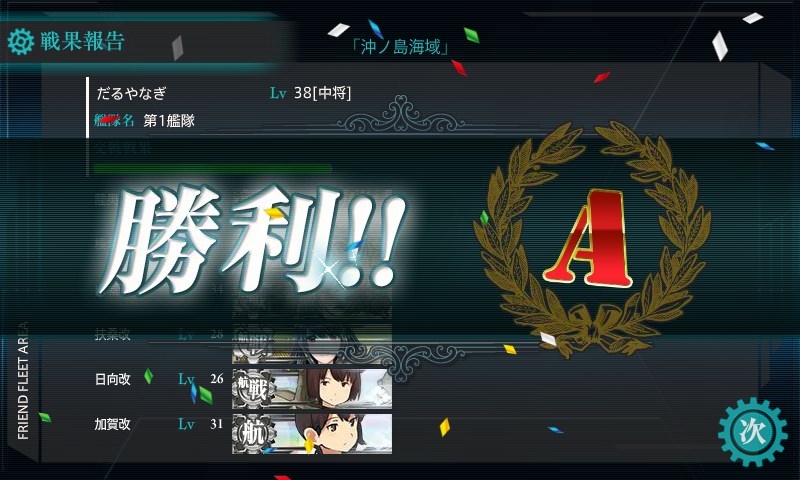 戦果報告
「沖ノ島海域」
だるやなぎ Lv 38[中将]
艦隊名 第1艦隊
勝利!!
A
扶桑改 Lv 28
航戦
日向改 Lv 26
航戦
加賀改 Lv 31
航
FRIEND FLEET AREA
次